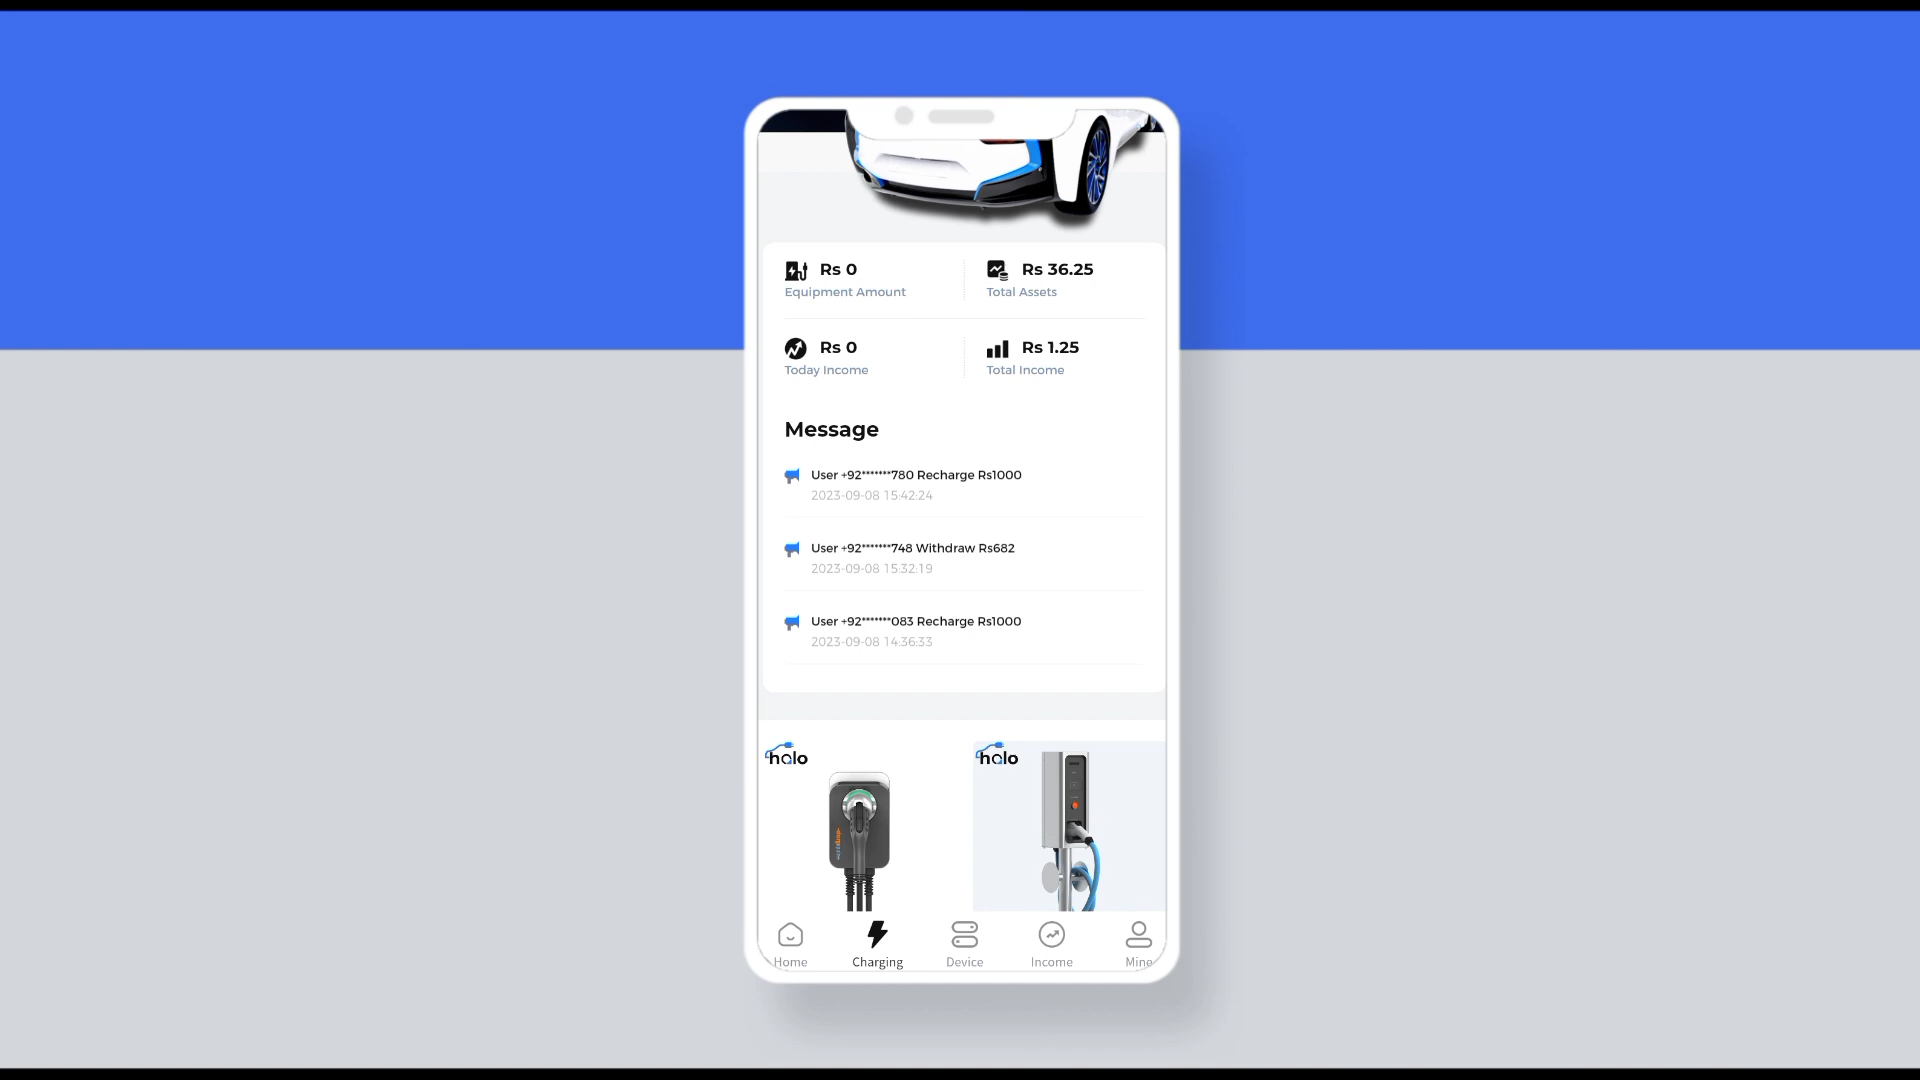 Rs 0
Equipment Amount
Rs 36.25
Total Assets
Rs 0
Today Income
Rs 1.25
Total Income
Message
User +92*******780 Recharge Rs1000
2023-09-08 15:42:24
User +92*******748 Withdraw Rs682
2023-09-08 15:32:19
User +92*******083 Recharge Rs1000
2023-09-08 14:36:33
halo
halo
Home
Charging
Device
Income
Mine